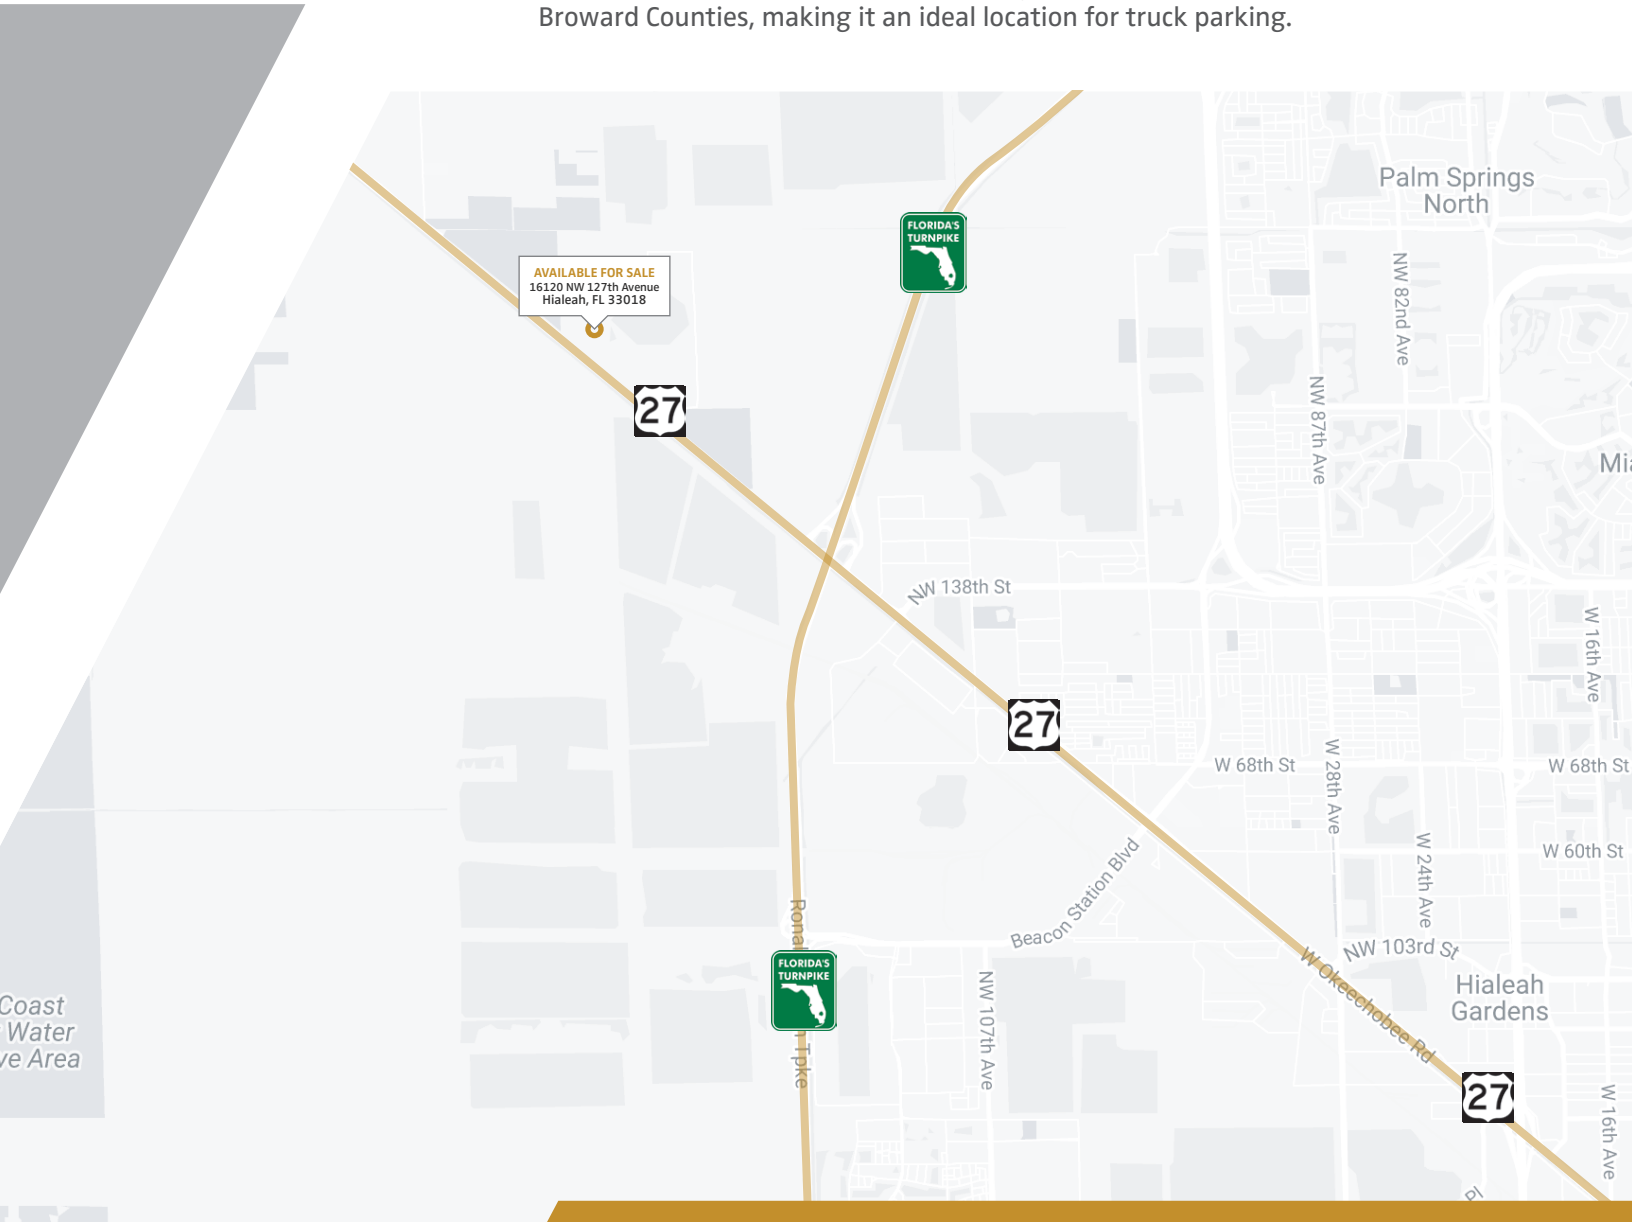 Broward Counties, making it an ideal location for truck parking.
Palm Springs
North
FLORIDA'S
TURNPIKE
AVAILABLE FOR SALE
16120 NW 127th Avenue
Hialeah, FL 33018
NW 82nd Ave
27
NW 87th Ave
NW 138th St
W 16th Ave
27
W 68th St
W 68th St
W 28th Ave
W 24th Ave
W 60th St
Beacon Station Blvd
NW 103rd St
W Okeechobee Rd
Hialeah
Gardens
FLORIDA'S
TURNPIKE
Tpke
NW 107th Ave
Coast
Water
Area
27
W 16th Ave
Pl